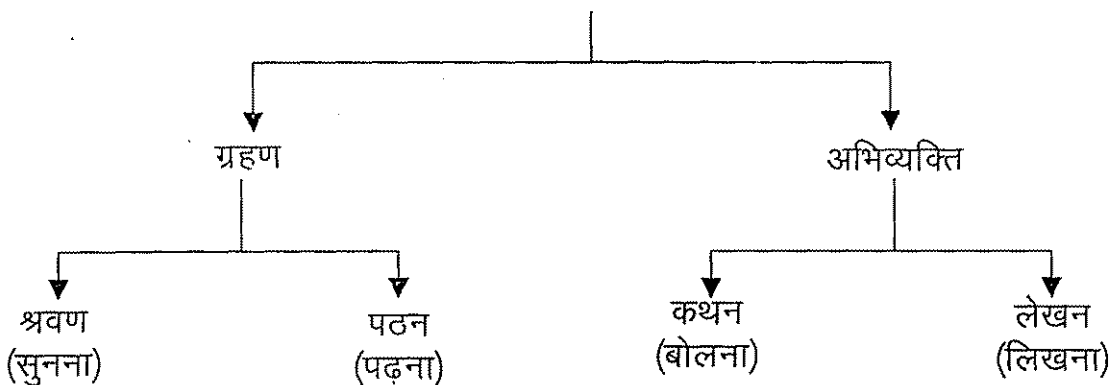 ग्रहण अभिव्यक्ति
श्रवण पठन कथन लेखन
(सुनना) (पढ़ना) (बोलना) (लिखना)